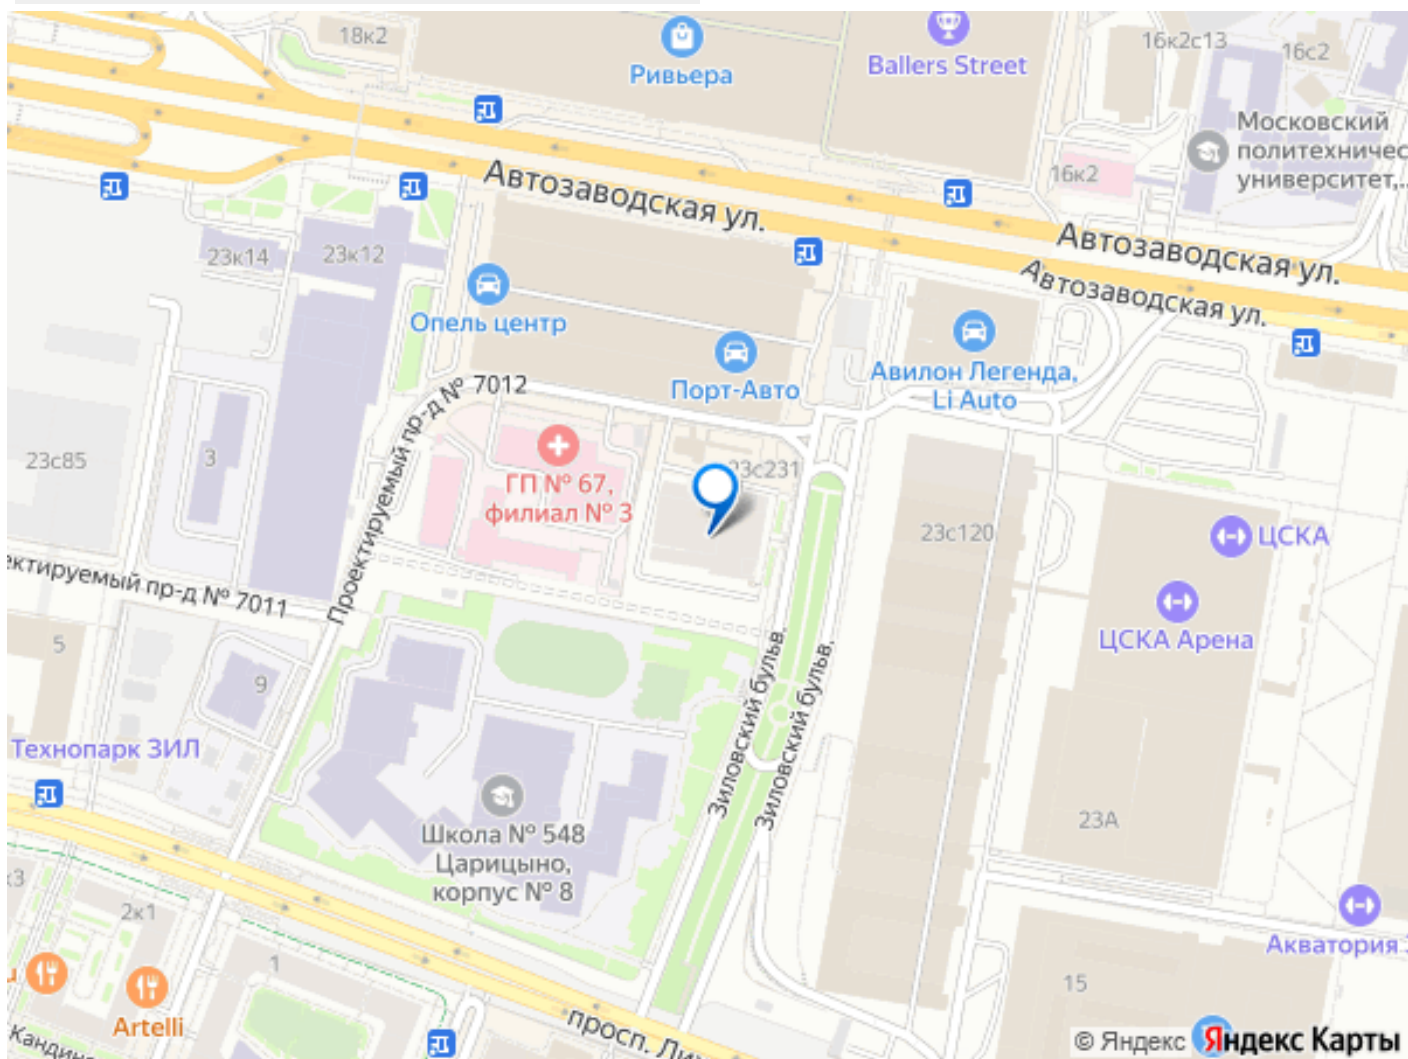 18к2
Ривьера
Ballers Street
16к2с13
16с2
Московский
политехничес
университет,..
16к2
Автозаводская ул.
Автозаводская ул.
Автозаводская ул.
23к14
23к12
Опель центр
Порт-Авто
Авилон Легенда,
Li Auto
Проектируемый пр-д № 7012
23с85
3
ГП № 67,
филиал № 3
23с231
23с120
ЦСКА
ЦСКА Арена
ектируемый пр-д № 7011
5
9
Технопарк ЗИЛ
Зиловский бульв.
Зиловский бульв.
Школа № 548
Царицыно,
корпус № 8
23А
к3
2к1
1
Artelli
Акватория З
15
просп. Ли
Кандин
© Яндекс Яндекс Карты